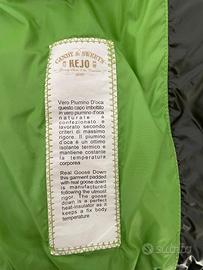 CANDY & SWEETS
KEJO
Vero Piumino D'oca
questo capo imbottito
in vero piumino d'oca
naturale è
confezionato e
lavorato secondo
criteri di massimo
rigore. Il piumino
d'oca è un ottimo
isolante termico e
mantiene costante
la temperatura
corporea
Real Goose Down
this garment padded
with real goose down
is manufactured
following the utmost
rigor. The goose
down is a perfect
heat-insulator as it
keeps a fix body
temperature
subito